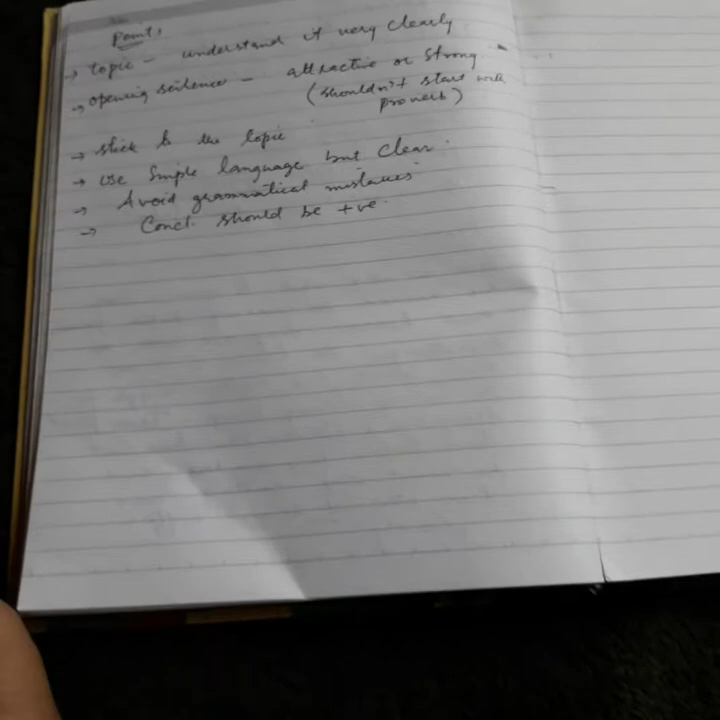 Points
→ topic - understand it very clearly
→ opening sentence - attractive or strong
(shouldn't start with
proverb)
→ stick to the topic
→ Use Simple language but Clear.
→ Avoid grammatical mistakes
→ Concl. should be +ve.